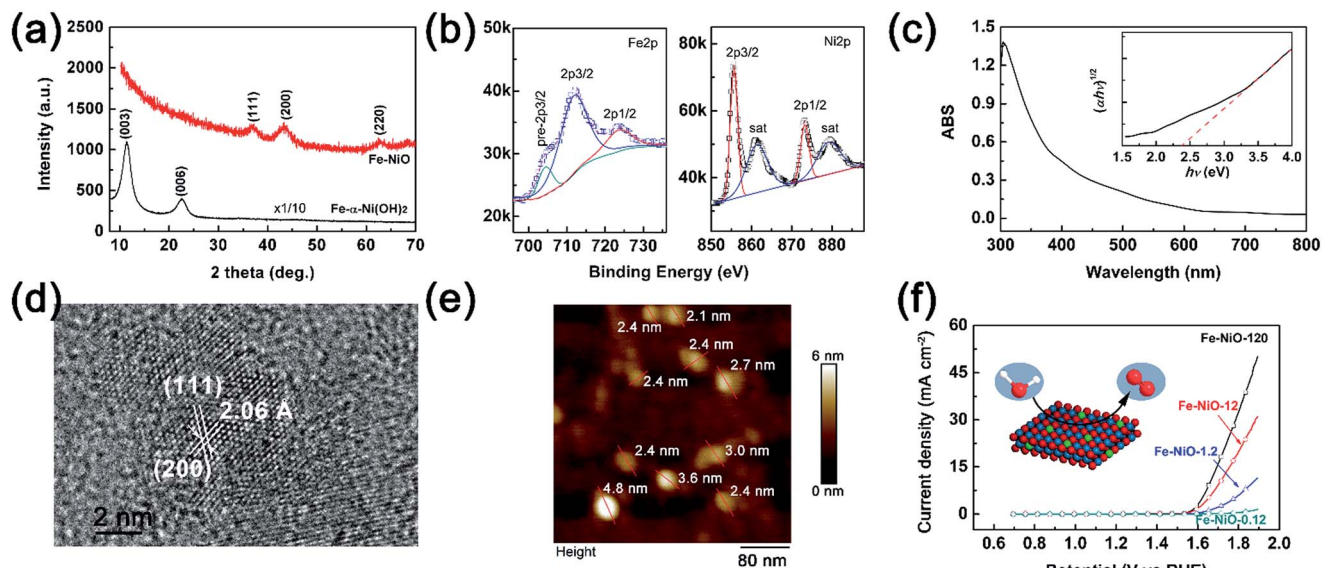 (a)
2500
2000
1500
1000
500
0
Intensity (a.u.)
(003)
(006)
(111)
(200)
(220)
Fe-NiO
x1/10
Fe-α-Ni(OH)2
10 20 30 40 50 60 70
2 theta (deg.)
(b)
50k
40k
30k
20k
Fe2p
pre-2p3/2
2p3/2
2p1/2
700 710 720 730
80k
60k
40k
Ni2p
2p3/2
sat
2p1/2
sat
850 860 870 880
Binding Energy (eV)
(c)
1.5
1.2
0.9
0.6
0.3
0.0
ABS
(αhν)1/2
1.5 2.0 2.5 3.0 3.5 4.0
hν (eV)
300 400 500 600 700 800
Wavelength (nm)
(d)
(111)
2.06 Å
(200)
2 nm
(e)
2.4 nm
2.1 nm
2.4 nm
2.4 nm
2.7 nm
2.4 nm
3.0 nm
3.6 nm
4.8 nm
2.4 nm
6 nm
0 nm
Height
80 nm
(f)
60
45
30
15
0
Current density (mA cm-2)
Fe-NiO-120
Fe-NiO-12
Fe-NiO-1.2
Fe-NiO-0.12
0.6 0.8 1.0 1.2 1.4 1.6 1.8 2.0
Potential (V vs RHE)